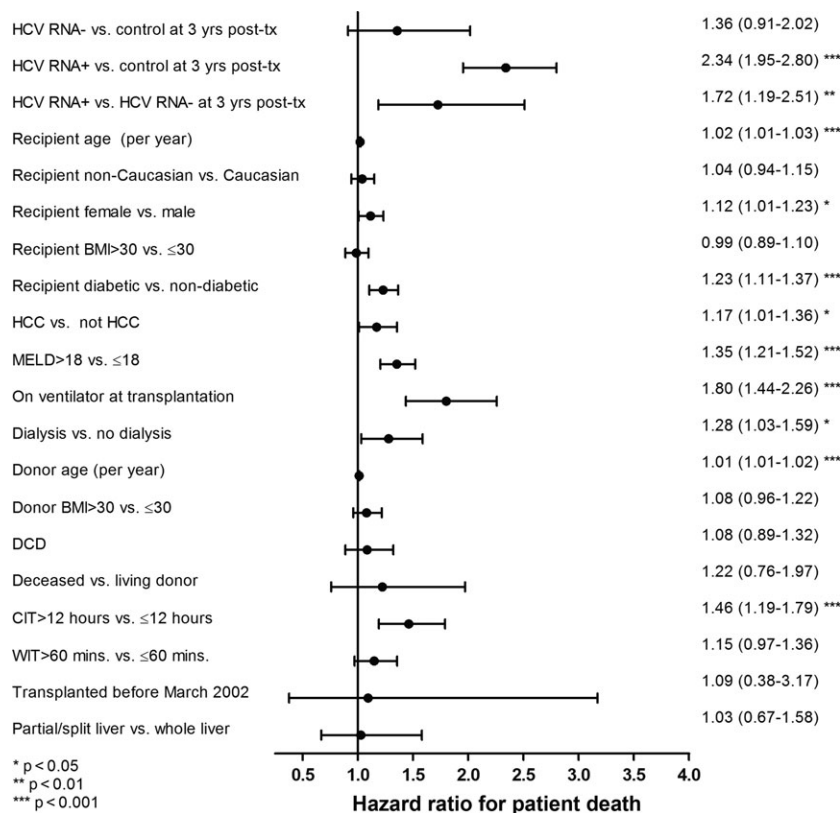 HCV RNA- vs. control at 3 yrs post-tx 1.36 (0.91-2.02)
HCV RNA+ vs. control at 3 yrs post-tx 2.34 (1.95-2.80) ***
HCV RNA+ vs. HCV RNA- at 3 yrs post-tx 1.72 (1.19-2.51) **
Recipient age (per year) 1.02 (1.01-1.03) ***
Recipient non-Caucasian vs. Caucasian 1.04 (0.94-1.15)
Recipient female vs. male 1.12 (1.01-1.23) *
Recipient BMI>30 vs. ≤30 0.99 (0.89-1.10)
Recipient diabetic vs. non-diabetic 1.23 (1.11-1.37) ***
HCC vs. not HCC 1.17 (1.01-1.36) *
MELD>18 vs. ≤18 1.35 (1.21-1.52) ***
On ventilator at transplantation 1.80 (1.44-2.26) ***
Dialysis vs. no dialysis 1.28 (1.03-1.59) *
Donor age (per year) 1.01 (1.01-1.02) ***
Donor BMI>30 vs. ≤30 1.08 (0.96-1.22)
DCD 1.08 (0.89-1.32)
Deceased vs. living donor 1.22 (0.76-1.97)
CIT>12 hours vs. ≤12 hours 1.46 (1.19-1.79) ***
WIT>60 mins. vs. ≤60 mins. 1.15 (0.97-1.36)
Transplanted before March 2002 1.09 (0.38-3.17)
Partial/split liver vs. whole liver 1.03 (0.67-1.58)
0.5 1.0 1.5 2.0 2.5 3.0 3.5 4.0
Hazard ratio for patient death
* p<0.05
** p<0.01
*** p<0.001